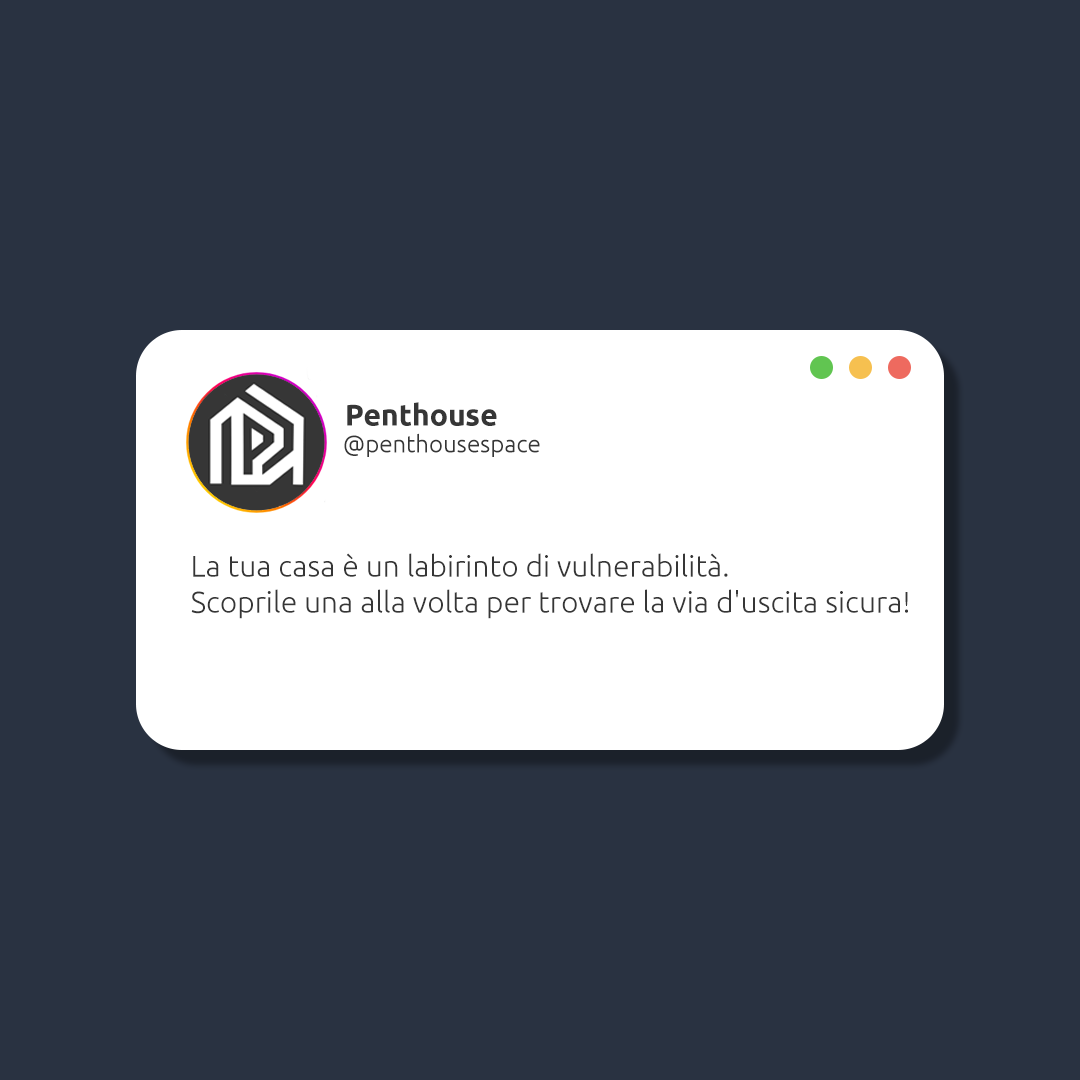 Penthouse
@penthousespace
La tua casa è un labirinto di vulnerabilità.
Scoprile una alla volta per trovare la via d'uscita sicura!